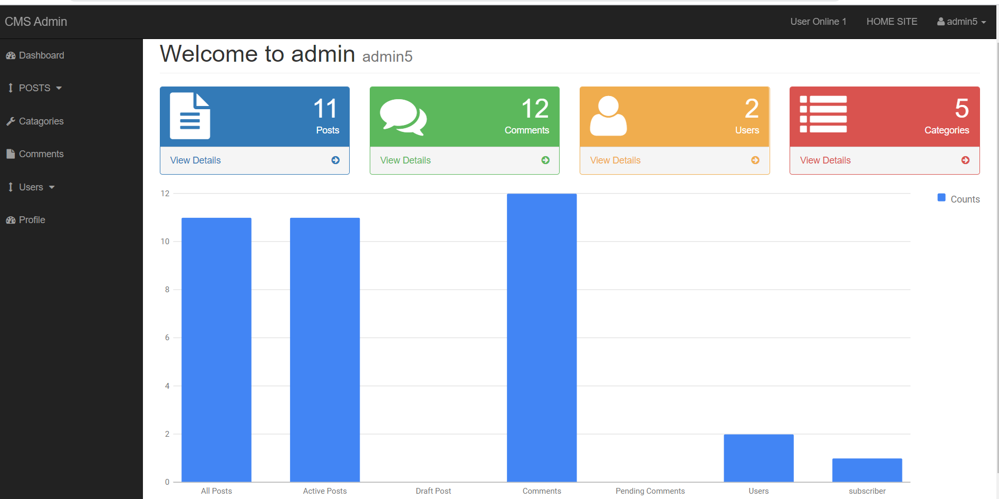 CMS Admin
User Online 1
HOME SITE
admin5
Dashboard
POSTS
Catagories
Comments
Users
Profile
Welcome to admin admin5
11
Posts
View Details
12
Comments
View Details
2
Users
View Details
5
Categories
View Details
12
10
8
6
4
2
0
Counts
All Posts
Active Posts
Draft Post
Comments
Pending Comments
Users
subscriber